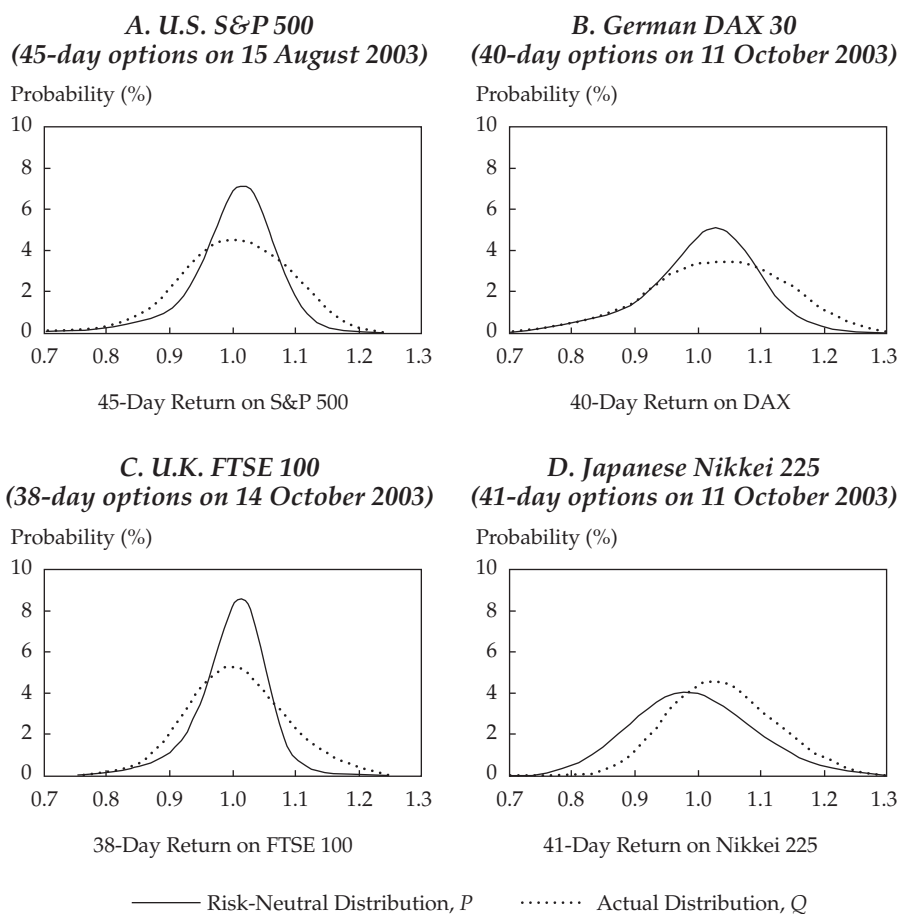 A. U.S. S&P 500
(45-day options on 15 August 2003)
Probability (%)
10
8
6
4
2
0
0.7 0.8 0.9 1.0 1.1 1.2 1.3
45-Day Return on S&P 500
B. German DAX 30
(40-day options on 11 October 2003)
Probability (%)
10
8
6
4
2
0
0.7 0.8 0.9 1.0 1.1 1.2 1.3
40-Day Return on DAX
C. U.K. FTSE 100
(38-day options on 14 October 2003)
Probability (%)
10
8
6
4
2
0
0.7 0.8 0.9 1.0 1.1 1.2 1.3
38-Day Return on FTSE 100
D. Japanese Nikkei 225
(41-day options on 11 October 2003)
Probability (%)
10
8
6
4
2
0
0.7 0.8 0.9 1.0 1.1 1.2 1.3
41-Day Return on Nikkei 225
Risk-Neutral Distribution, P
Actual Distribution, Q